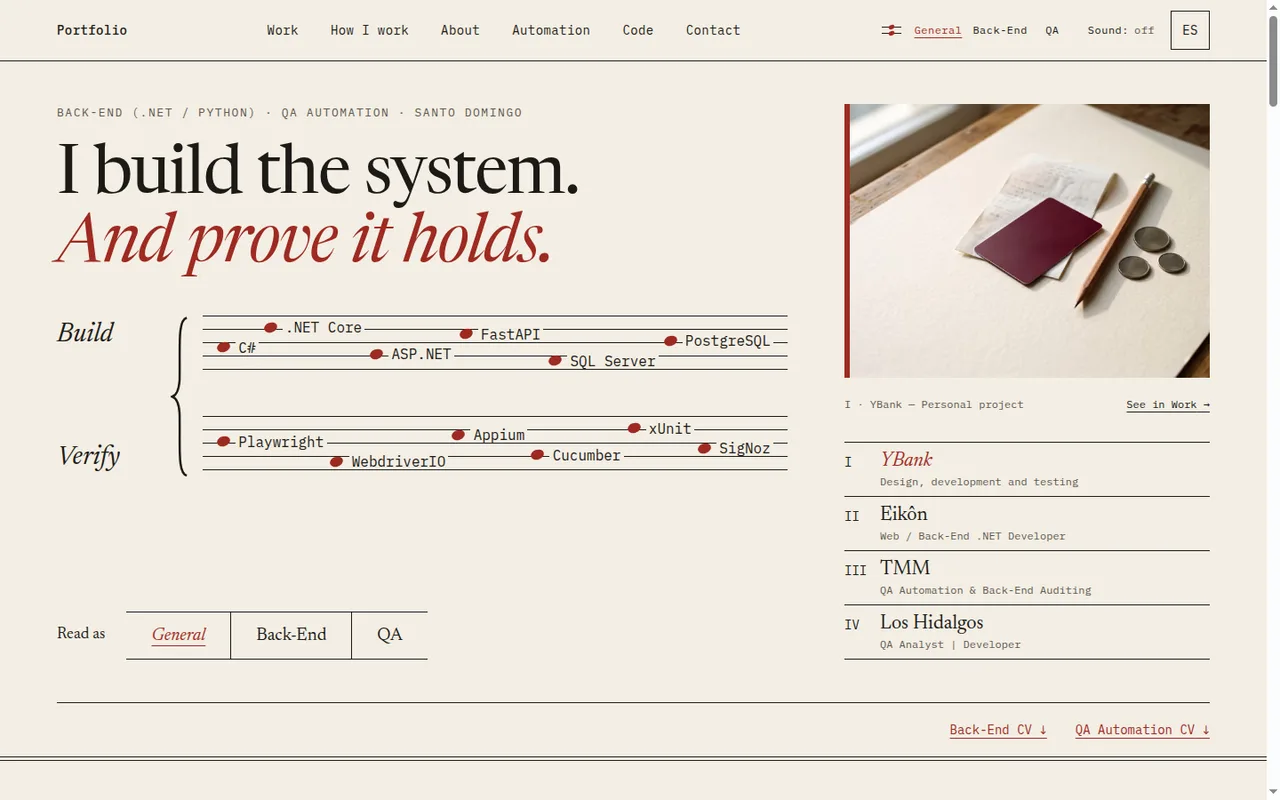 Portfolio
Work How I work About Automation Code Contact
General Back-End QA Sound: off ES
BACK-END (.NET / PYTHON) · QA AUTOMATION · SANTO DOMINGO
I build the system.
And prove it holds.
Build
.NET Core FastAPI PostgreSQL
C# ASP.NET SQL Server
Verify
Playwright Appium xUnit SigNoz
WebdriverIO Cucumber
Read as General Back-End QA
I · YBank — Personal project See in Work →
I YBank
Design, development and testing
II Eikôn
Web / Back-End .NET Developer
III TMM
QA Automation & Back-End Auditing
IV Los Hidalgos
QA Analyst | Developer
Back-End CV ↓ QA Automation CV ↓